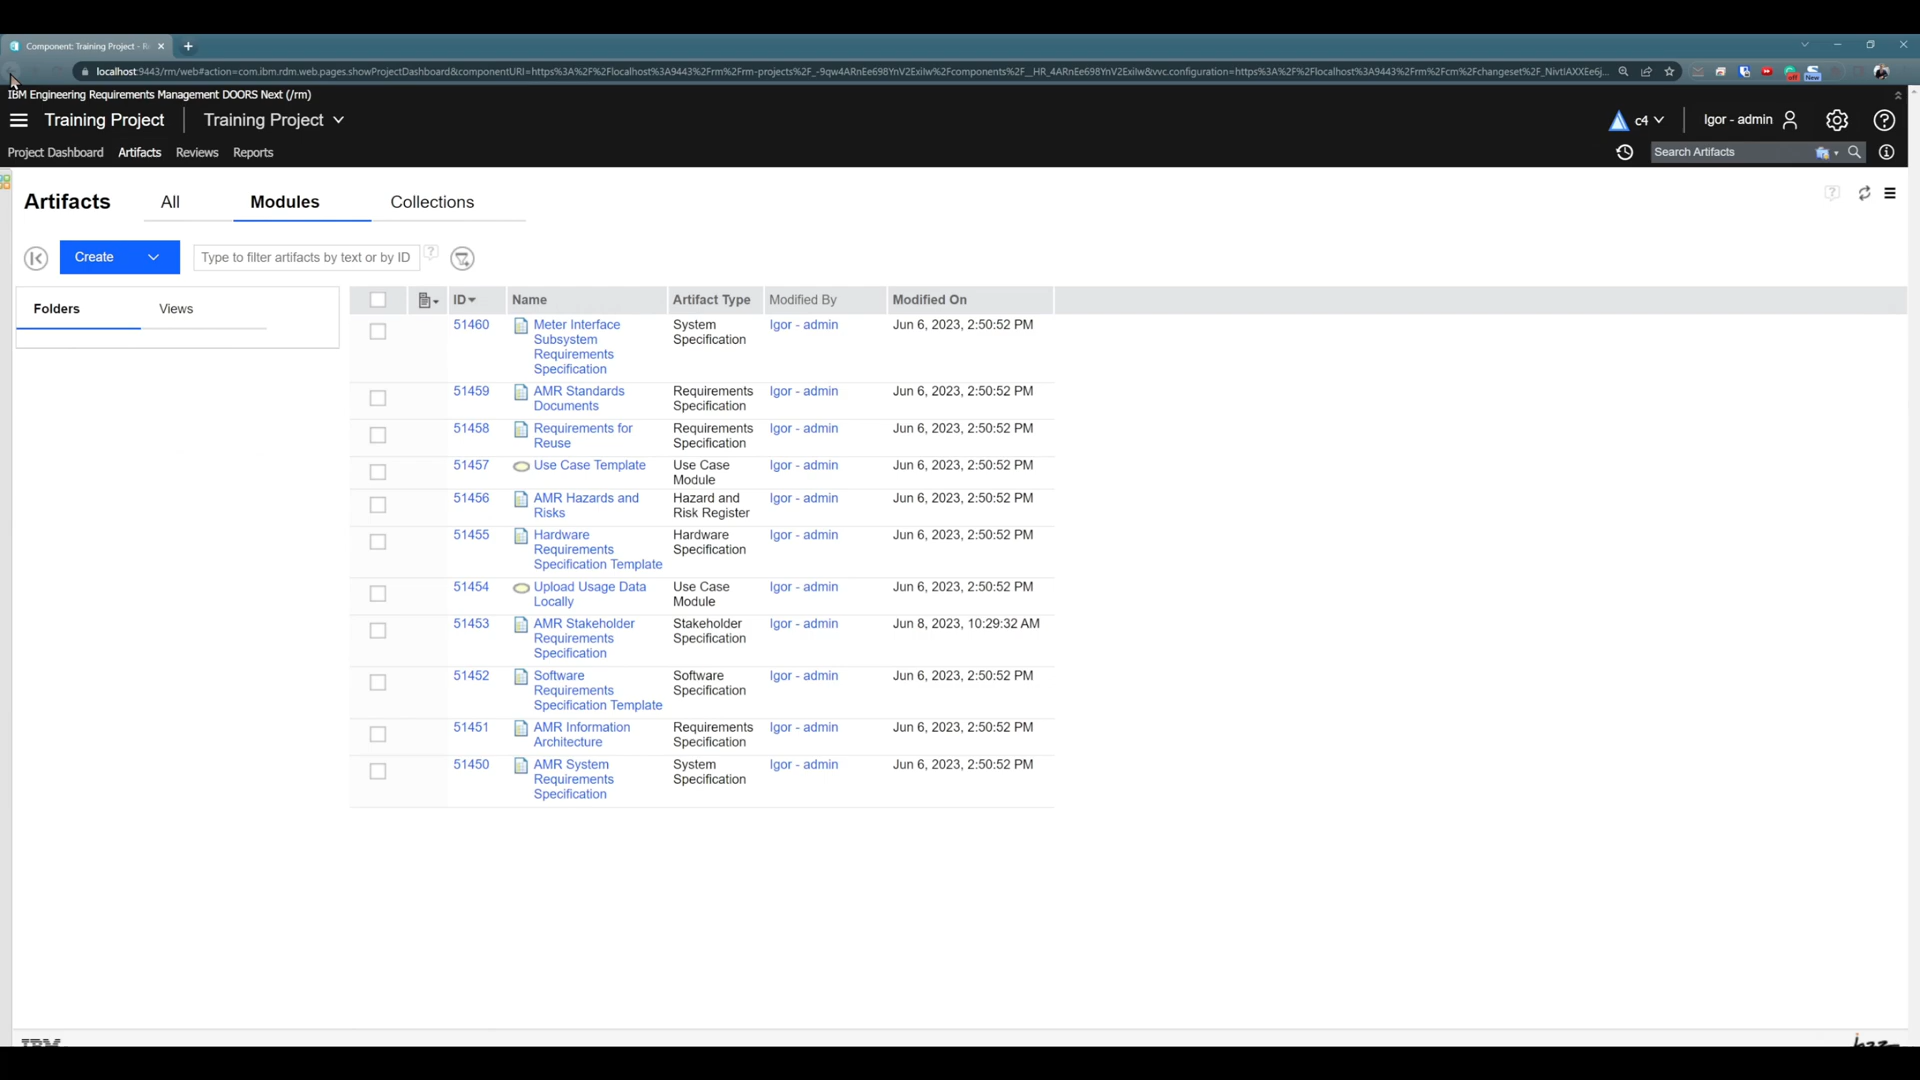 Component: Training Project - R
localhost:9443/rm/web#action=com.ibm.rdm.web.pages.showProjectDashboard&componentURI=https%3A%2F%2Flocalhost%3A9443%2Frm%2Frm-projects%2F_-9qw4ARnEe698YnV2Exilw%2Fcomponents%2F__HR_4ARnEe698YnV2Exilw&vvc.configuration=https%3A%2F%2Flocalhost%3A9443%2Frm%2Fcm%2Fchangeset%2F_NivtIAXXEe6j...
off New
IBM Engineering Requirements Management DOORS Next (/rm)
Training Project Training Project c4 Igor - admin
Project Dashboard Artifacts Reviews Reports Search Artifacts
Artifacts All Modules Collections
Create Type to filter artifacts by text or by ID
Folders Views
ID Name Artifact Type Modified By Modified On
51460 Meter Interface System Igor - admin Jun 6, 2023, 2:50:52 PM
Subsystem Specification
Requirements
Specification
51459 AMR Standards Requirements Igor - admin Jun 6, 2023, 2:50:52 PM
Documents Specification
51458 Requirements for Requirements Igor - admin Jun 6, 2023, 2:50:52 PM
Reuse Specification
51457 Use Case Template Use Case Igor - admin Jun 6, 2023, 2:50:52 PM
Module
51456 AMR Hazards and Hazard and Igor - admin Jun 6, 2023, 2:50:52 PM
Risks Risk Register
51455 Hardware Hardware Igor - admin Jun 6, 2023, 2:50:52 PM
Requirements Specification
Specification Template
51454 Upload Usage Data Use Case Igor - admin Jun 6, 2023, 2:50:52 PM
Locally Module
51453 AMR Stakeholder Stakeholder Igor - admin Jun 8, 2023, 10:29:32 AM
Requirements Specification
Specification
51452 Software Software Igor - admin Jun 6, 2023, 2:50:52 PM
Requirements Specification
Specification Template
51451 AMR Information Requirements Igor - admin Jun 6, 2023, 2:50:52 PM
Architecture Specification
51450 AMR System System Igor - admin Jun 6, 2023, 2:50:52 PM
Requirements Specification
Specification
IBM